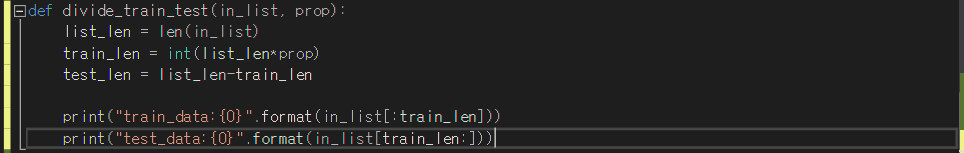 def divide_train_test(in_list, prop):
    list_len = len(in_list)
    train_len = int(list_len*prop)
    test_len = list_len-train_len

    print("train_data:{0}".format(in_list[:train_len]))
    print("test_data:{0}".format(in_list[train_len:]))